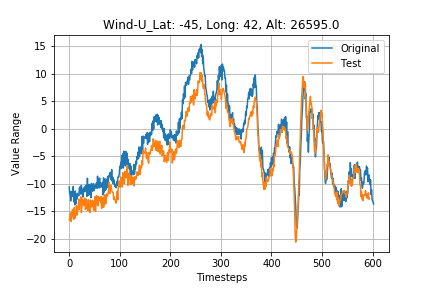 Wind-U_Lat: -45, Long: 42, Alt: 26595.0
15
10
5
0
−5
−10
−15
−20
Value Range
Original
Test
0 100 200 300 400 500 600
Timesteps